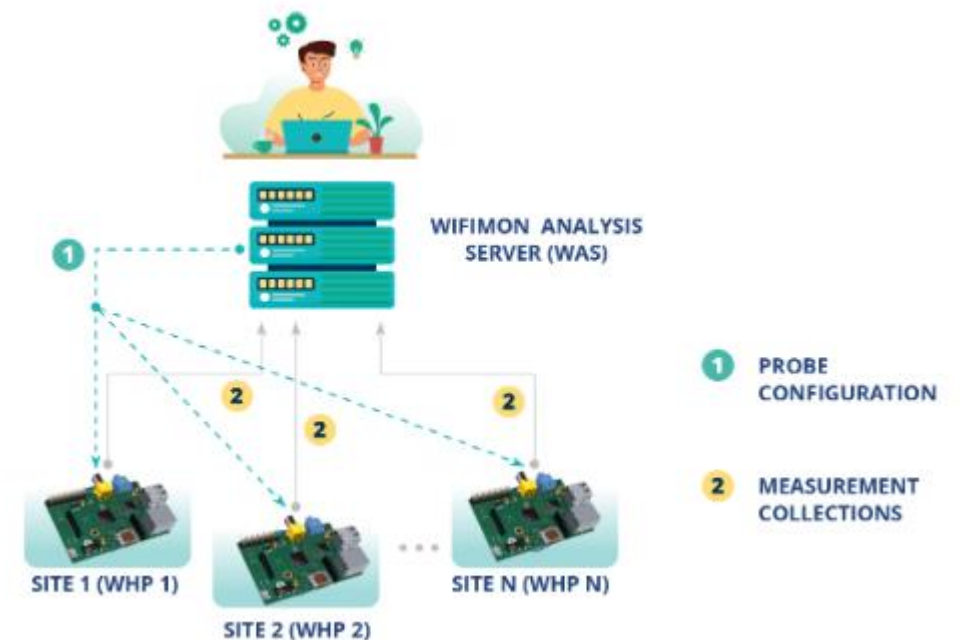 WIFIMON ANALYSIS
SERVER (WAS)
1
2
2
2
1 PROBE
CONFIGURATION
2 MEASUREMENT
COLLECTIONS
SITE 1 (WHP 1)
SITE 2 (WHP 2)
SITE N (WHP N)